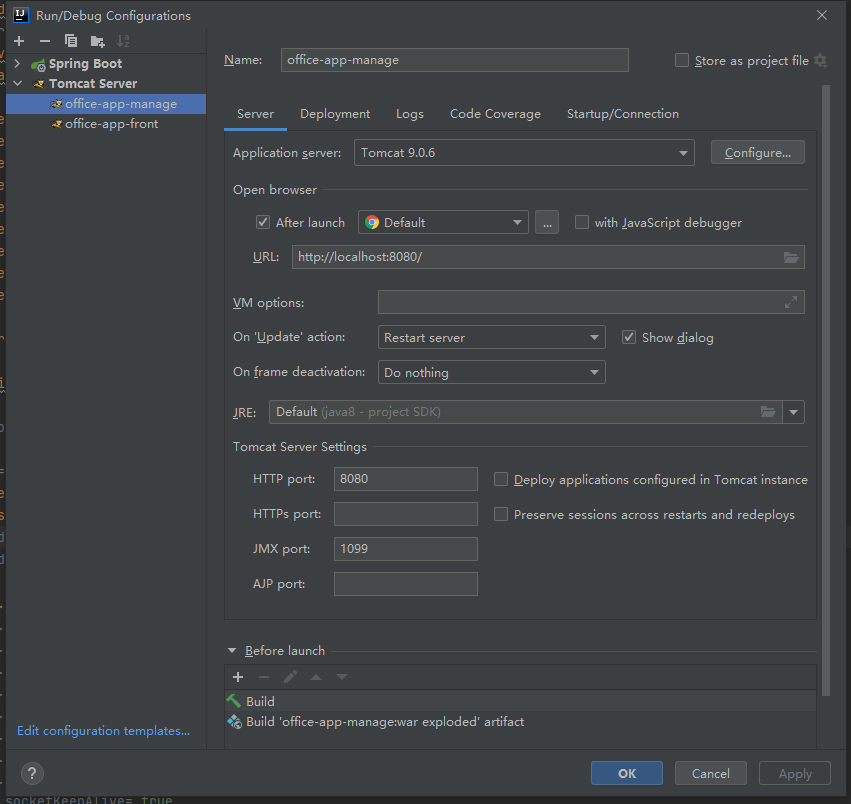 Run/Debug Configurations
Spring Boot
Tomcat Server
office-app-manage
office-app-front
Edit configuration templates...
Name: office-app-manage Store as project file
Server Deployment Logs Code Coverage Startup/Connection
Application server: Tomcat 9.0.6 Configure...
Open browser
After launch Default ... with JavaScript debugger
URL: http://localhost:8080/
VM options:
On 'Update' action: Restart server Show dialog
On frame deactivation: Do nothing
JRE: Default (java8 - project SDK)
Tomcat Server Settings
HTTP port: 8080 Deploy applications configured in Tomcat instance
HTTPs port: Preserve sessions across restarts and redeploys
JMX port: 1099
AJP port:
Before launch
Build
Build 'office-app-manage:war exploded' artifact
? OK Cancel Apply
socketKeepAlive= true